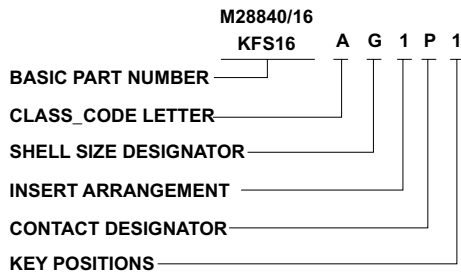 M28840/16
KFS16 A G 1 P 1
BASIC PART NUMBER
CLASS_CODE LETTER
SHELL SIZE DESIGNATOR
INSERT ARRANGEMENT
CONTACT DESIGNATOR
KEY POSITIONS